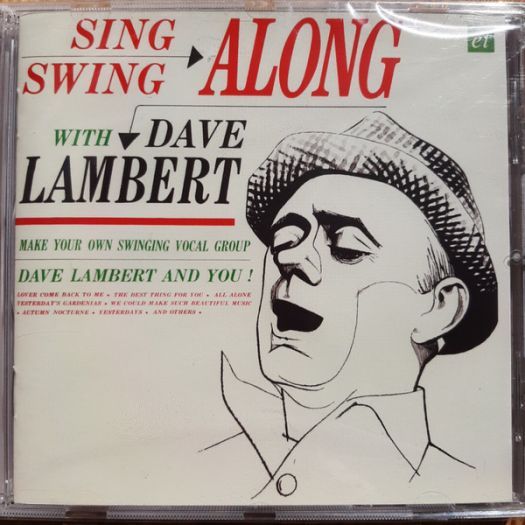 SING
SWING ALONG
WITH DAVE
LAMBERT
MAKE YOUR OWN SWINGING VOCAL GROUP
DAVE LAMBERT AND YOU !
LOVER COME BACK TO ME • THE BEST THING FOR YOU • ALL ALONE
YESTERDAY'S GARDENIAS • WE COULD MAKE SUCH BEAUTIFUL MUSIC
• AUTUMN NOCTURNE • YESTERDAYS • AND OTHERS •